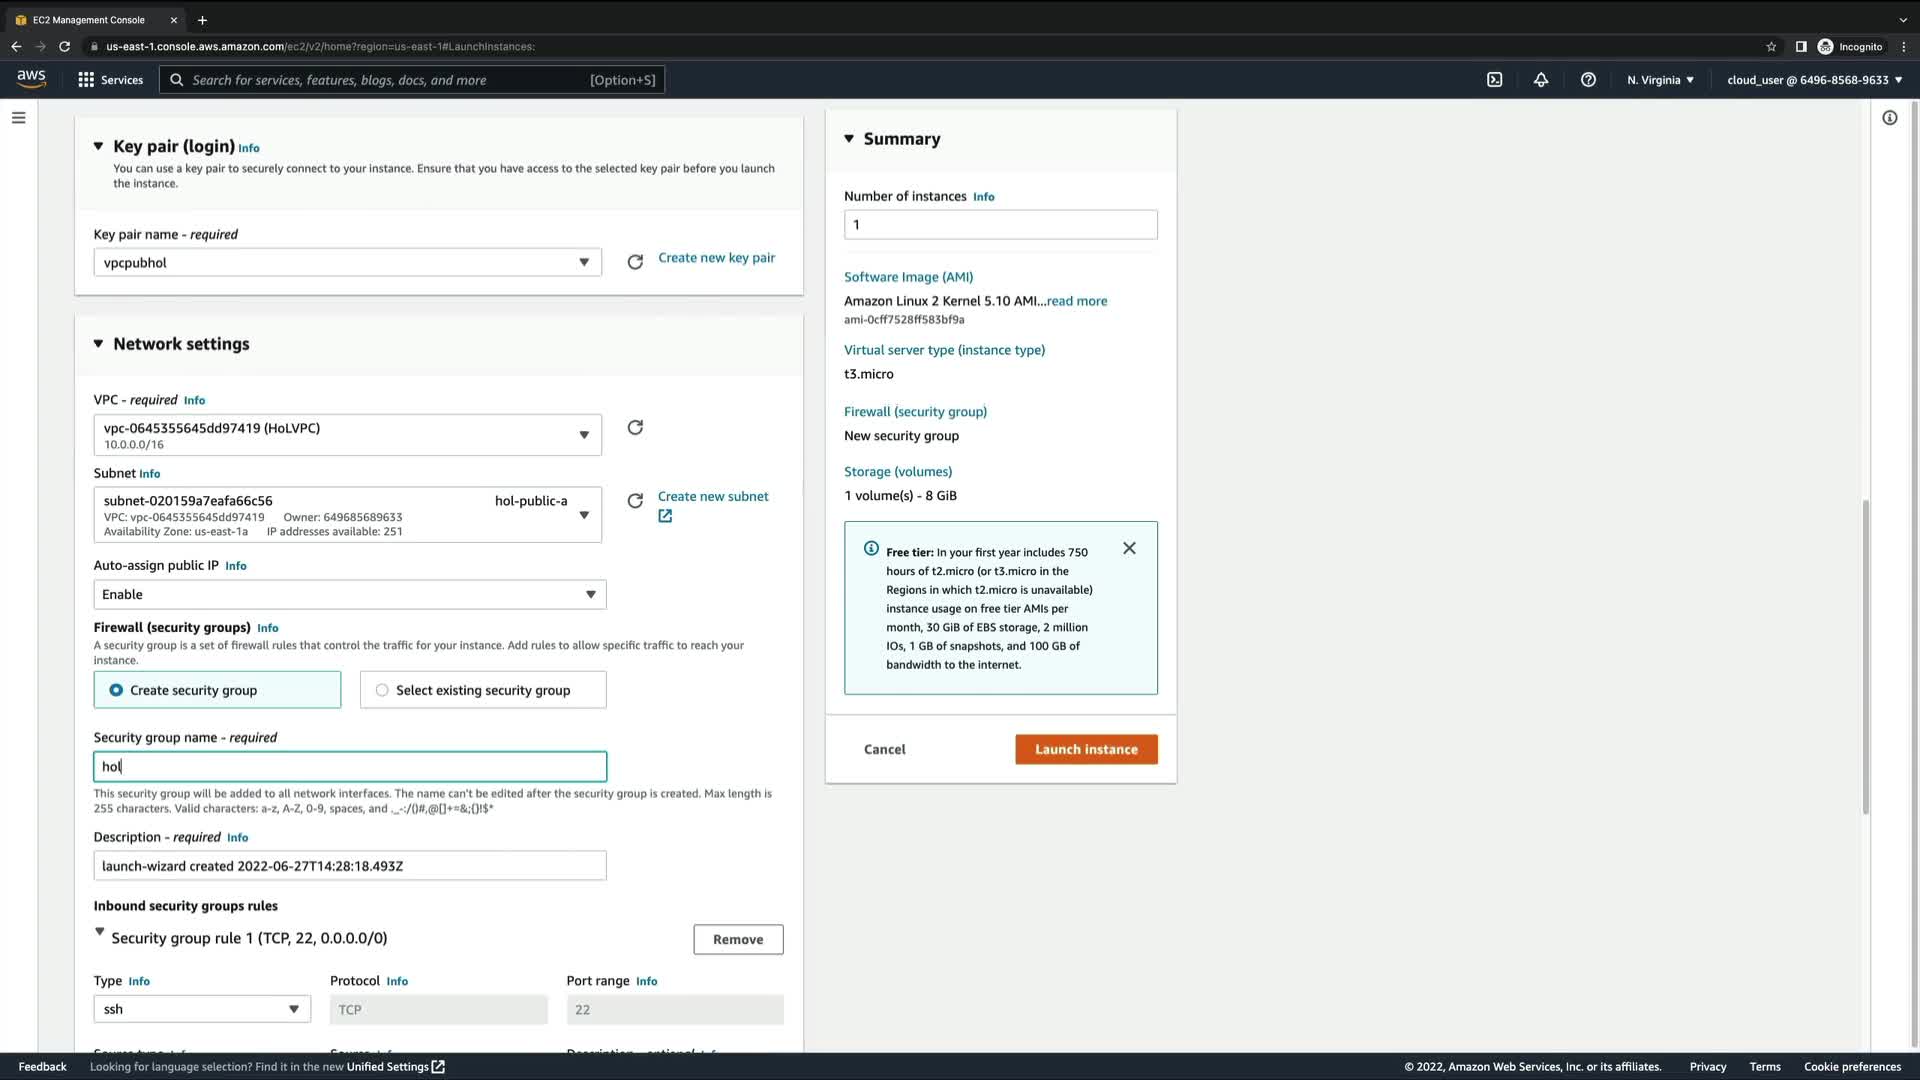 EC2 Management Console
us-east-1.console.aws.amazon.com/ec2/v2/home?region=us-east-1#LaunchInstances:
Incognito
aws
Services
Search for services, features, blogs, docs, and more
[Option+S]
N. Virginia
cloud_user @ 6496-8568-9633
Key pair (login) Info
You can use a key pair to securely connect to your instance. Ensure that you have access to the selected key pair before you launch
the instance.
Key pair name - required
vpcpubhol
Create new key pair
Network settings
VPC - required Info
vpc-0645355645dd97419 (HoLVPC)
10.0.0.0/16
Subnet Info
subnet-020159a7eafa66c56 hol-public-a
VPC: vpc-0645355645dd97419 Owner: 649685689633
Availability Zone: us-east-1a IP addresses available: 251
Create new subnet
Auto-assign public IP Info
Enable
Firewall (security groups) Info
A security group is a set of firewall rules that control the traffic for your instance. Add rules to allow specific traffic to reach your
instance.
Create security group
Select existing security group
Security group name - required
hol
This security group will be added to all network interfaces. The name can't be edited after the security group is created. Max length is
255 characters. Valid characters: a-z, A-Z, 0-9, spaces, and ._-:/()#,@[]+=&;{}!$*
Description - required Info
launch-wizard created 2022-06-27T14:28:18.493Z
Inbound security groups rules
Security group rule 1 (TCP, 22, 0.0.0.0/0)
Remove
Type Info
Protocol Info
Port range Info
ssh
TCP
22
Summary
Number of instances Info
1
Software Image (AMI)
Amazon Linux 2 Kernel 5.10 AMI...read more
ami-0cff7528ff583bf9a
Virtual server type (instance type)
t3.micro
Firewall (security group)
New security group
Storage (volumes)
1 volume(s) - 8 GiB
Free tier: In your first year includes 750
hours of t2.micro (or t3.micro in the
Regions in which t2.micro is unavailable)
instance usage on free tier AMIs per
month, 30 GiB of EBS storage, 2 million
IOs, 1 GB of snapshots, and 100 GB of
bandwidth to the internet.
Cancel
Launch instance
Feedback
Looking for language selection? Find it in the new Unified Settings
© 2022, Amazon Web Services, Inc. or its affiliates.
Privacy
Terms
Cookie preferences